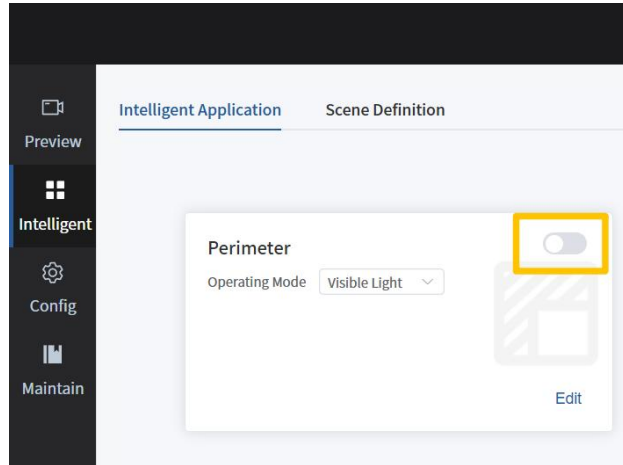 Preview
Intelligent
Config
Maintain
Intelligent Application Scene Definition
Perimeter
Operating Mode Visible Light
Edit